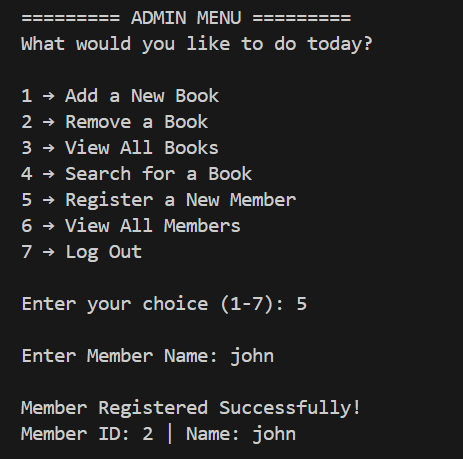 ========= ADMIN MENU =========
What would you like to do today?
1 → Add a New Book
2 → Remove a Book
3 → View All Books
4 → Search for a Book
5 → Register a New Member
6 → View All Members
7 → Log Out
Enter your choice (1-7): 5
Enter Member Name: john
Member Registered Successfully!
Member ID: 2 | Name: john